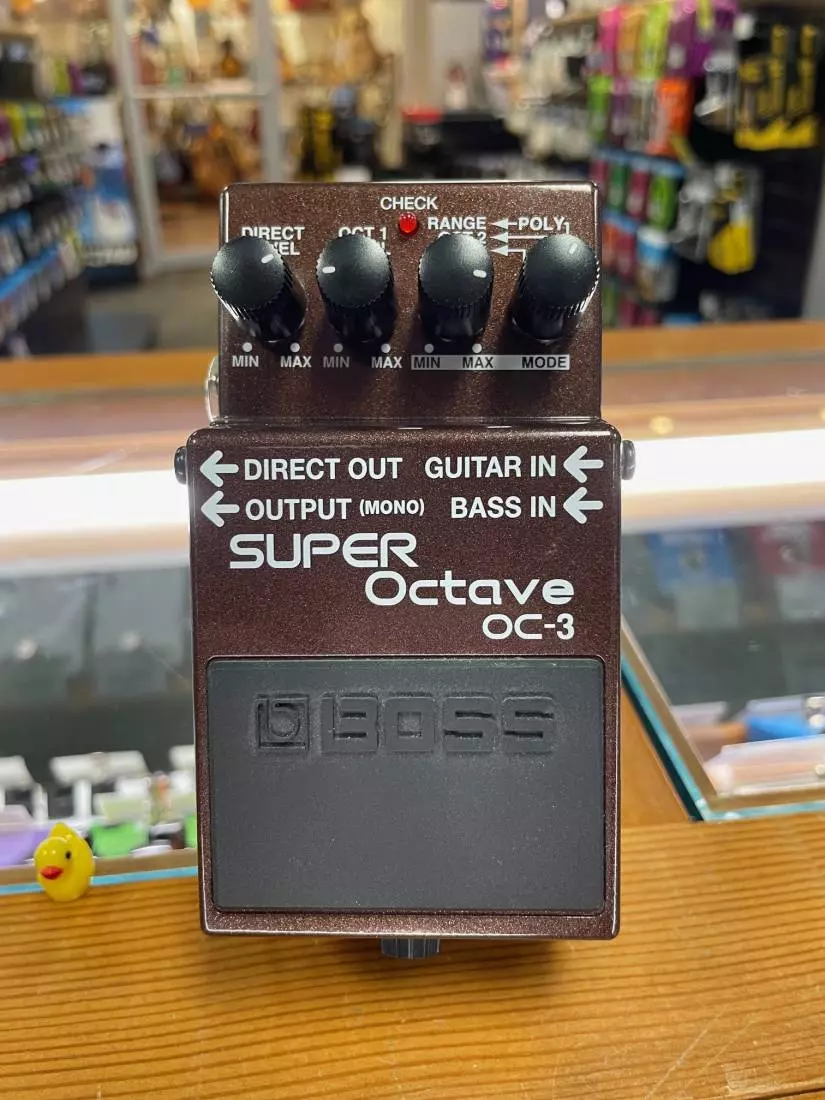 CHECK
DIRECT
OCT 1
RANGE
POLY
MIN MAX MIN MAX MIN MAX MODE
DIRECT OUT GUITAR IN
OUTPUT (MONO) BASS IN
SUPER
Octave
OC-3
BOSS